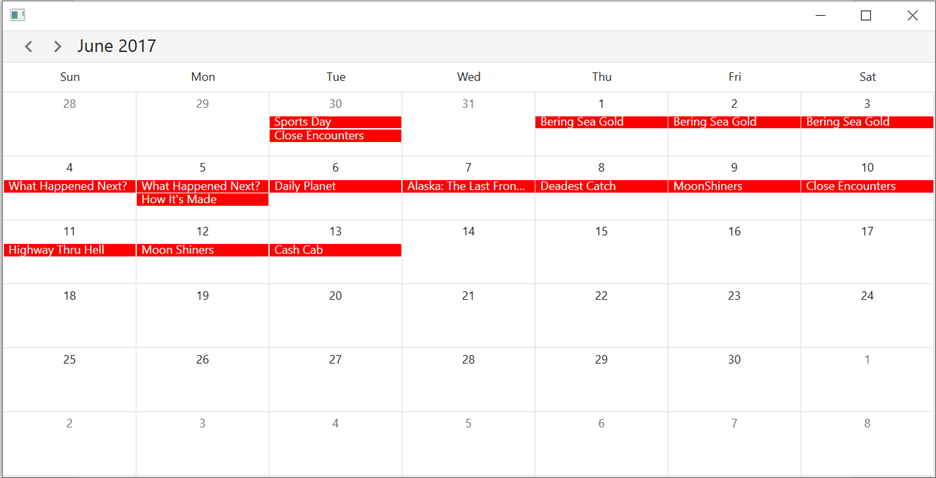 June 2017
Sun Mon Tue Wed Thu Fri Sat
28 29 30 31 1 2 3
Sports Day Bering Sea Gold Bering Sea Gold Bering Sea Gold
Close Encounters
4 5 6 7 8 9 10
What Happened Next? What Happened Next? Daily Planet Alaska: The Last Fron... Deadest Catch MoonShiners Close Encounters
How It's Made
11 12 13 14 15 16 17
Highway Thru Hell Moon Shiners Cash Cab
18 19 20 21 22 23 24
25 26 27 28 29 30 1
2 3 4 5 6 7 8